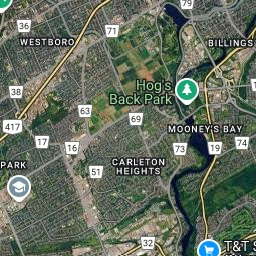 79
36
71
WESTBORO
BILLINGS
38
Hog's
Back Park
417
63
69
17
16
MOONEY'S BAY
74
73
19
PARK
51
CARLETON
HEIGHTS
32
T&T S